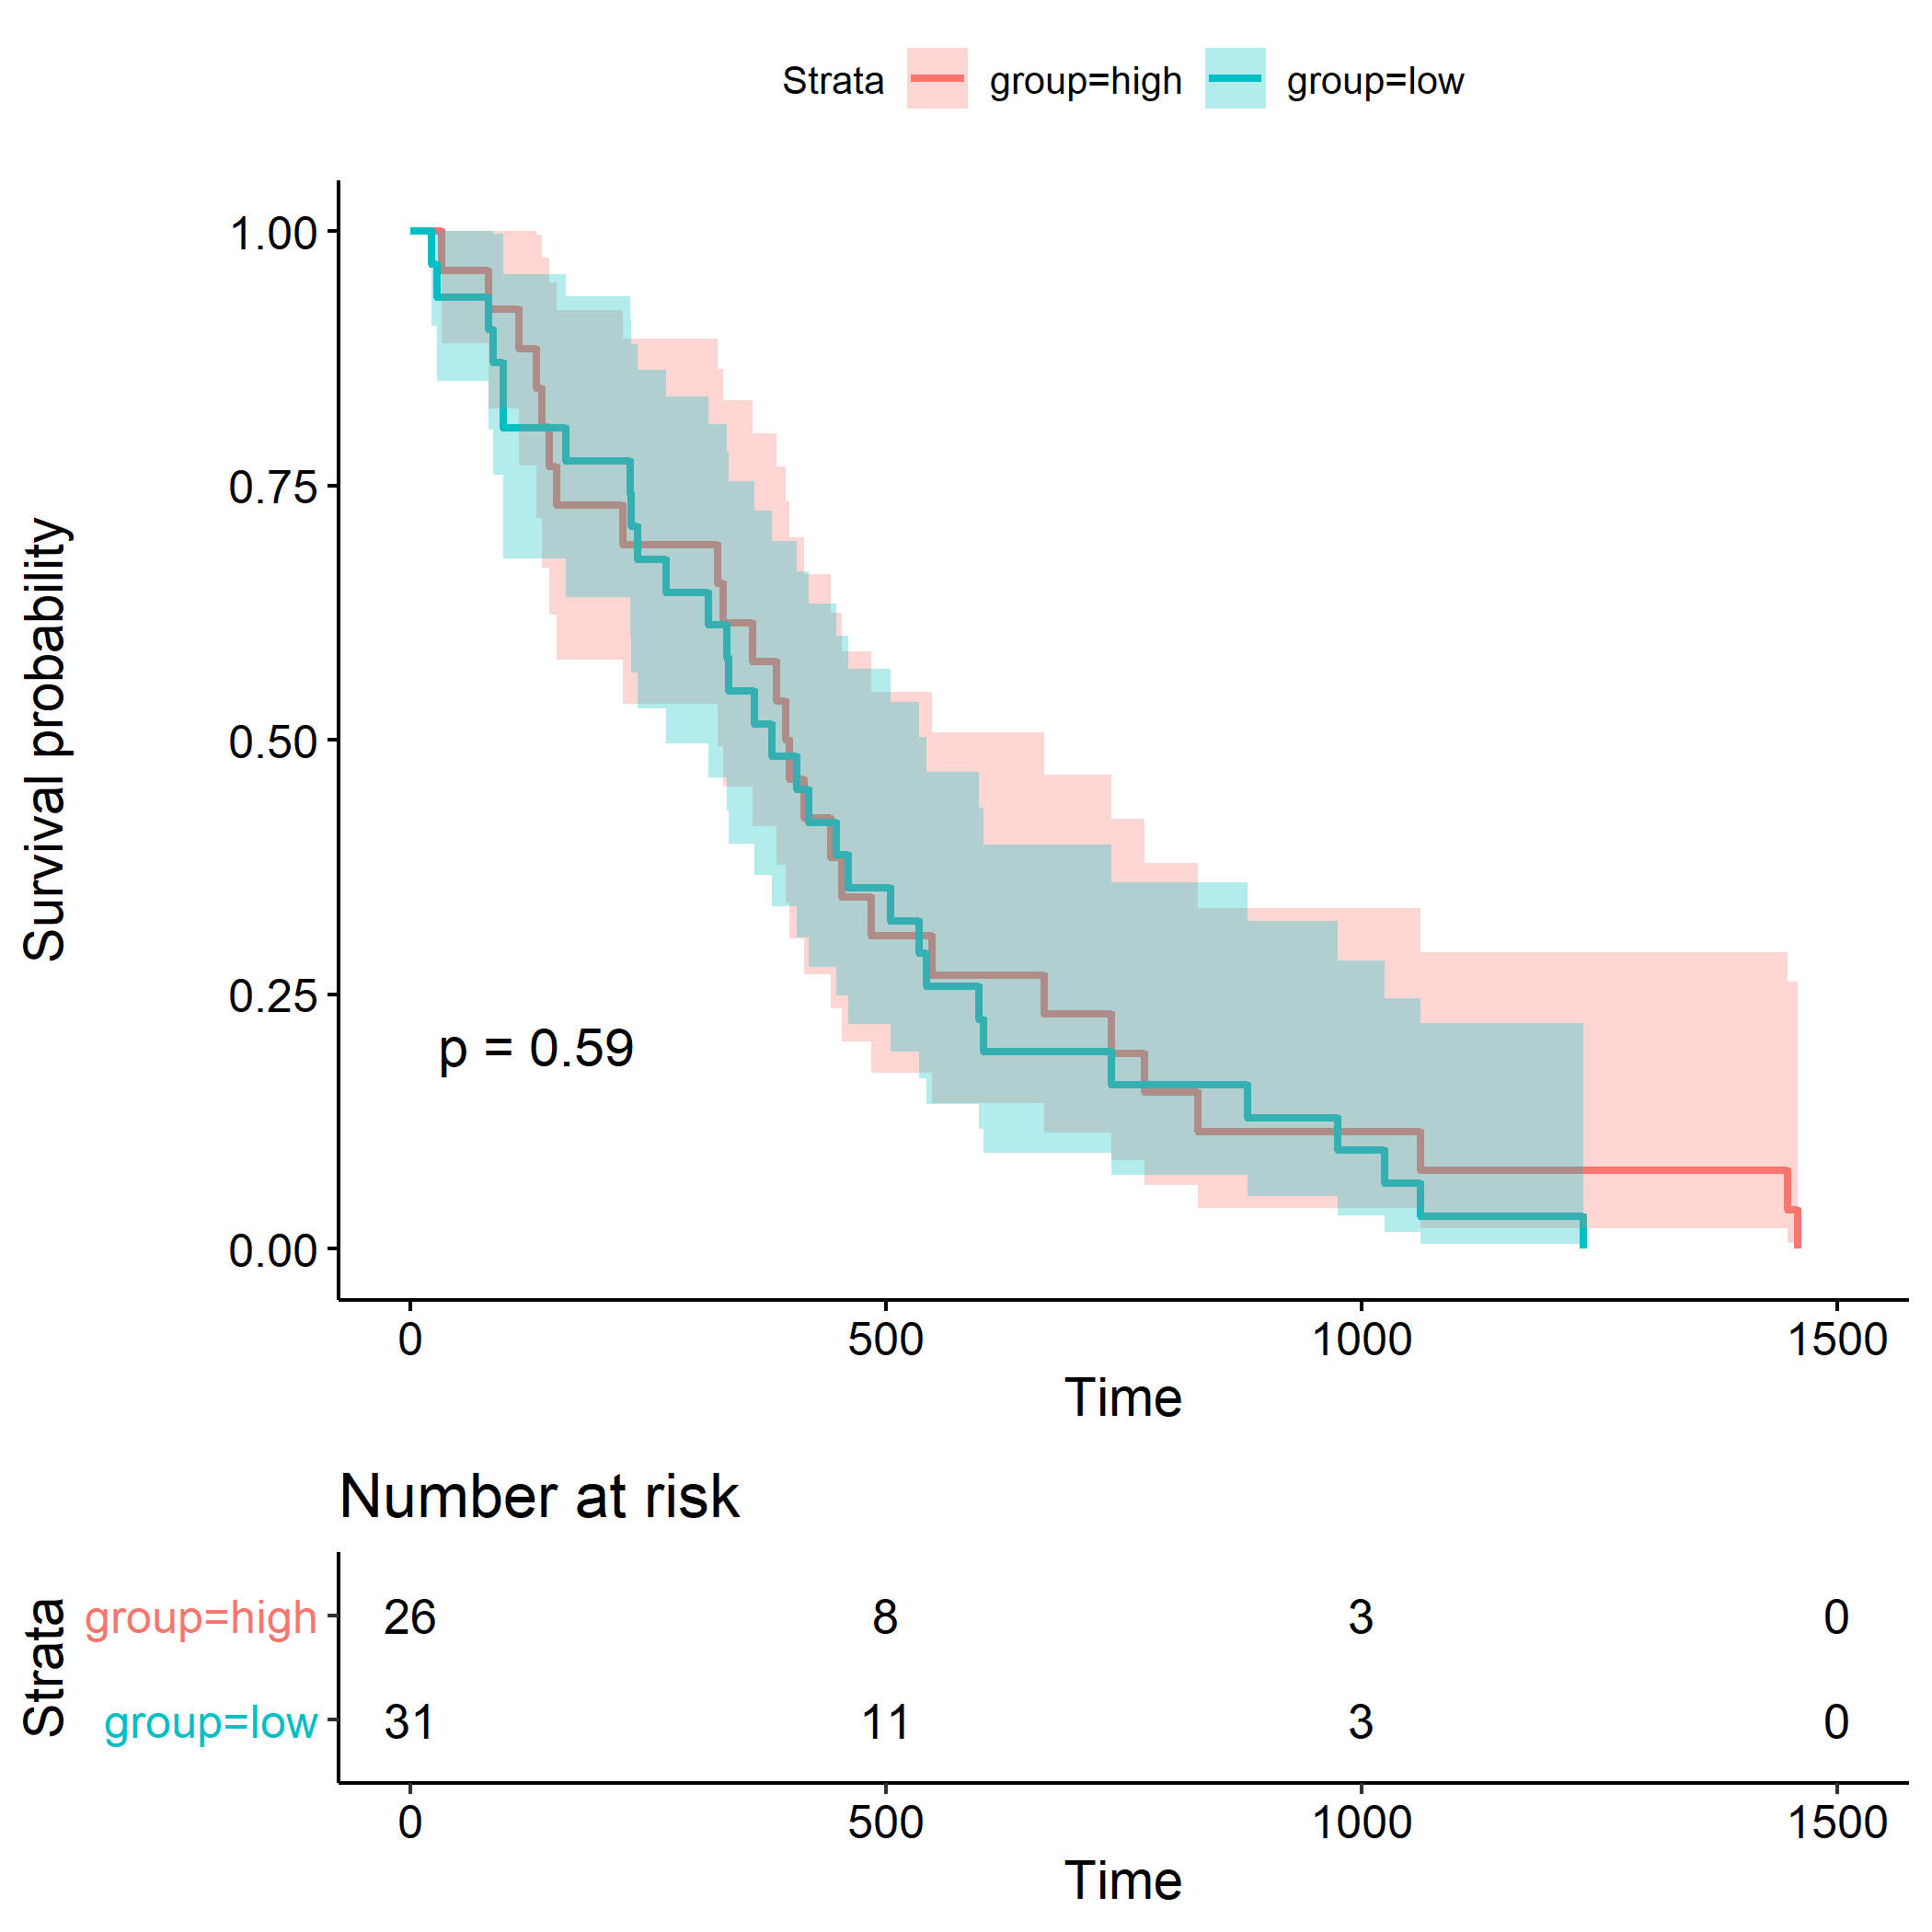 Strata group=high group=low
1.00
0.75
0.50
0.25
0.00
Survival probability
p = 0.59
0 500 1000 1500
Time
Number at risk
Strata
group=high 26 8 3 0
group=low 31 11 3 0
0 500 1000 1500
Time